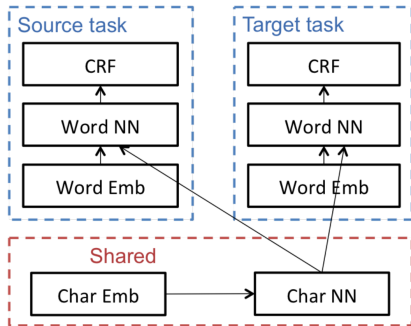 Source task
CRF
Word NN
Word Emb
Target task
CRF
Word NN
Word Emb
Shared
Char Emb
Char NN